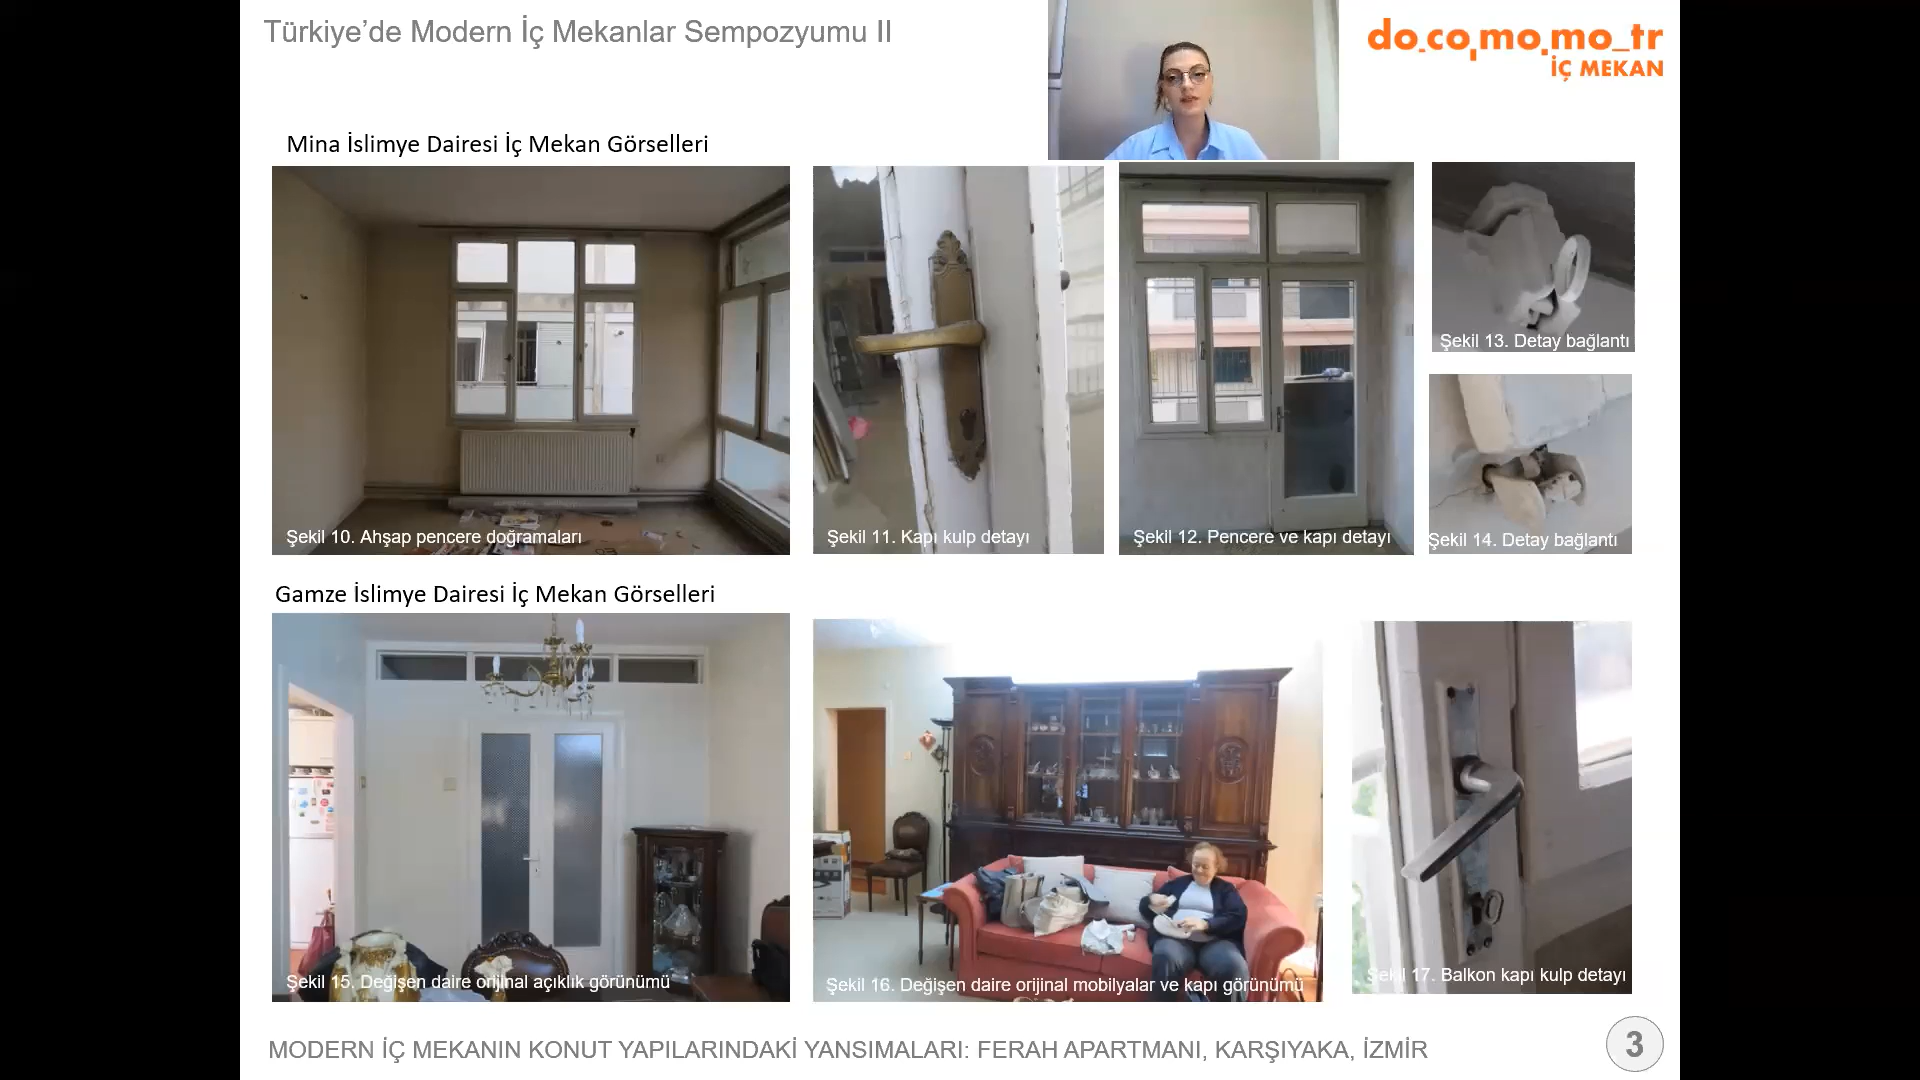 Türkiye’de Modern İç Mekanlar Sempozyumu II
do.co,mo.mo_tr
İÇ MEKAN
Mina İslimye Dairesi İç Mekan Görselleri
Şekil 10. Ahşap pencere doğramaları
Şekil 11. Kapı kulp detayı
Şekil 12. Pencere ve kapı detayı
Şekil 13. Detay bağlantı
Şekil 14. Detay bağlantı
Gamze İslimye Dairesi İç Mekan Görselleri
Şekil 15. Değişen daire orijinal açıklık görünümü
Şekil 16. Değişen daire orijinal mobilyalar ve kapı görünümü
Şekil 17. Balkon kapı kulp detayı
MODERN İÇ MEKANIN KONUT YAPILARINDAKİ YANSIMALARI: FERAH APARTMANI, KARŞIYAKA, İZMİR
3